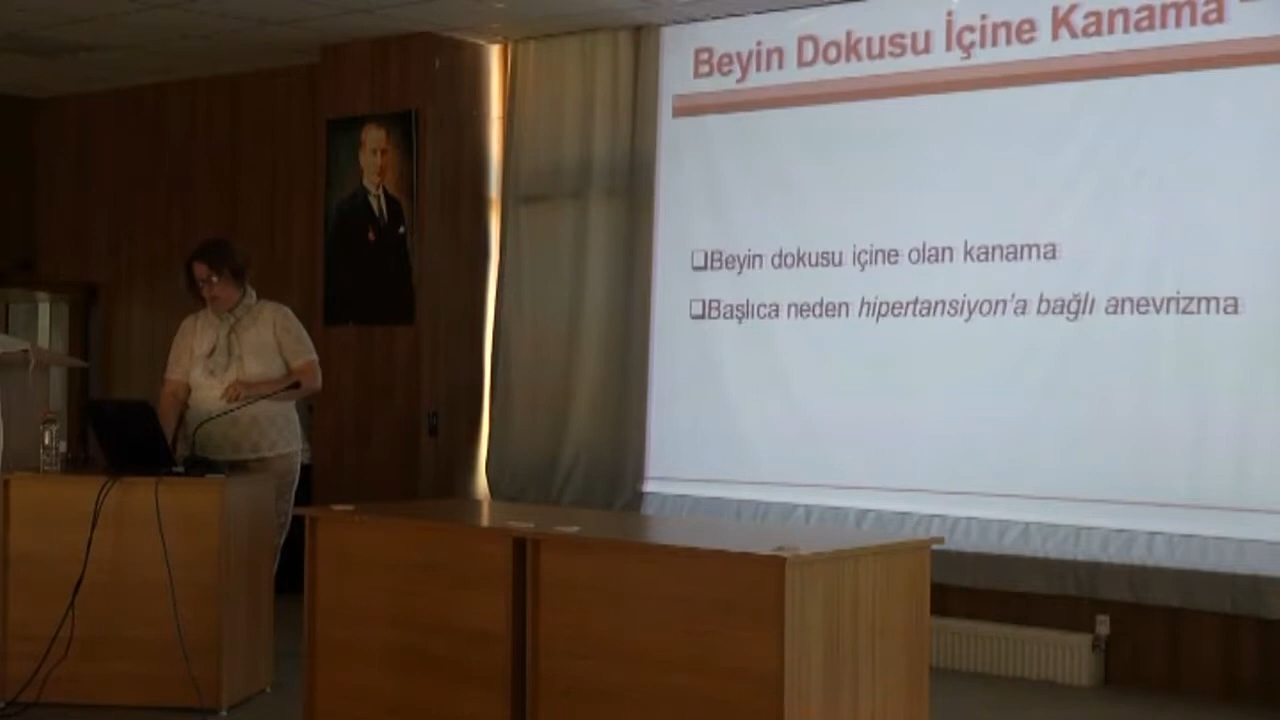 Beyin Dokusu İçine Kanama
❑Beyin dokusu içine olan kanama
❑Başlıca neden hipertansiyon'a bağlı anevrizma